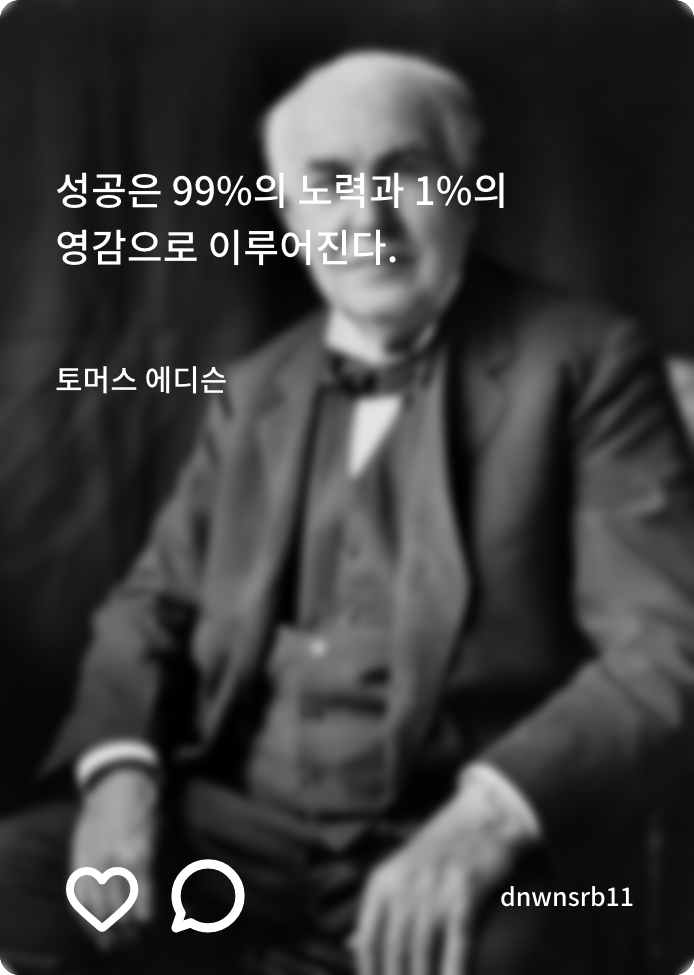 성공은 99%의 노력과 1%의
영감으로 이루어진다.
토머스 에디슨
dnwnsrb11